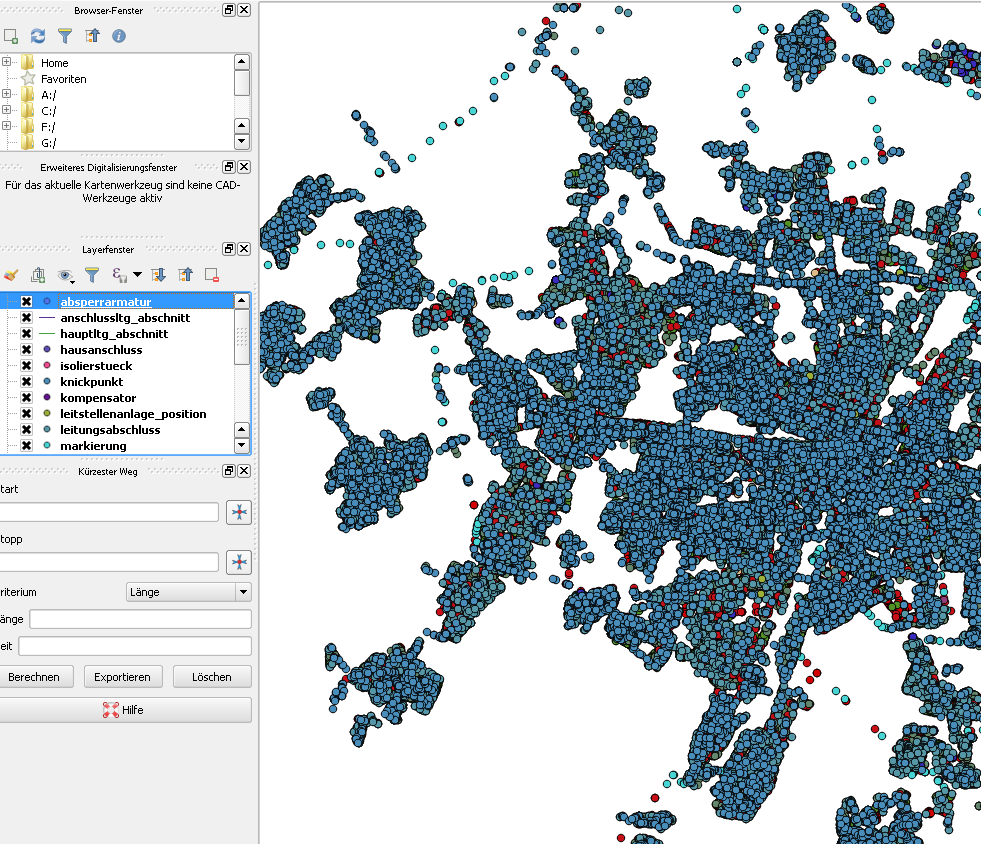 Browser-Fenster
Home
Favoriten
A:/
C:/
F:/
G:/
Erweiteres Digitalisierungsfenster
Für das aktuelle Kartenwerkzeug sind keine CAD-
Werkzeuge aktiv
Layerfenster
absperrarmatur
anschlussltg_abschnitt
hauptltg_abschnitt
hausanschluss
isolierstueck
knickpunkt
kompensator
leitstellenanlage_position
leitungsabschluss
markierung
Kürzester Weg
tart
topp
riterium
Länge
änge
eit
Berechnen
Exportieren
Löschen
Hilfe